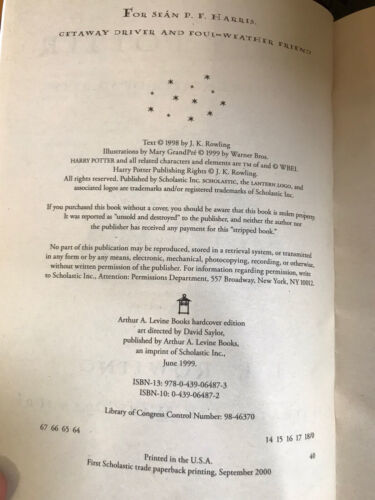 FOR SEÁN P. F. HARRIS,
GETAWAY DRIVER AND FOUL-WEATHER FRIEND
Text © 1998 by J. K. Rowling
Illustrations by Mary GrandPré © 1999 by Warner Bros.
HARRY POTTER and all related characters and elements are TM of and © WBEI.
Harry Potter Publishing Rights © J. K. Rowling.
All rights reserved. Published by Scholastic Inc. SCHOLASTIC, the LANTERN LOGO, and
associated logos are trademarks and/or registered trademarks of Scholastic Inc.
If you purchased this book without a cover, you should be aware that this book is stolen property.
It was reported as "unsold and destroyed" to the publisher, and neither the author nor
the publisher has received any payment for this "stripped book."
No part of this publication may be reproduced, stored in a retrieval system, or transmitted
in any form or by any means, electronic, mechanical, photocopying, recording, or otherwise,
without written permission of the publisher. For information regarding permission, write
to Scholastic Inc., Attention: Permissions Department, 557 Broadway, New York, NY 10012.
Arthur A. Levine Books hardcover edition
art directed by David Saylor,
published by Arthur A. Levine Books,
an imprint of Scholastic Inc.,
June 1999.
ISBN-13: 978-0-439-06487-3
ISBN-10: 0-439-06487-2
Library of Congress Control Number: 98-46370
67 66 65 64 14 15 16 17 18/0
Printed in the U.S.A. 40
First Scholastic trade paperback printing, September 2000